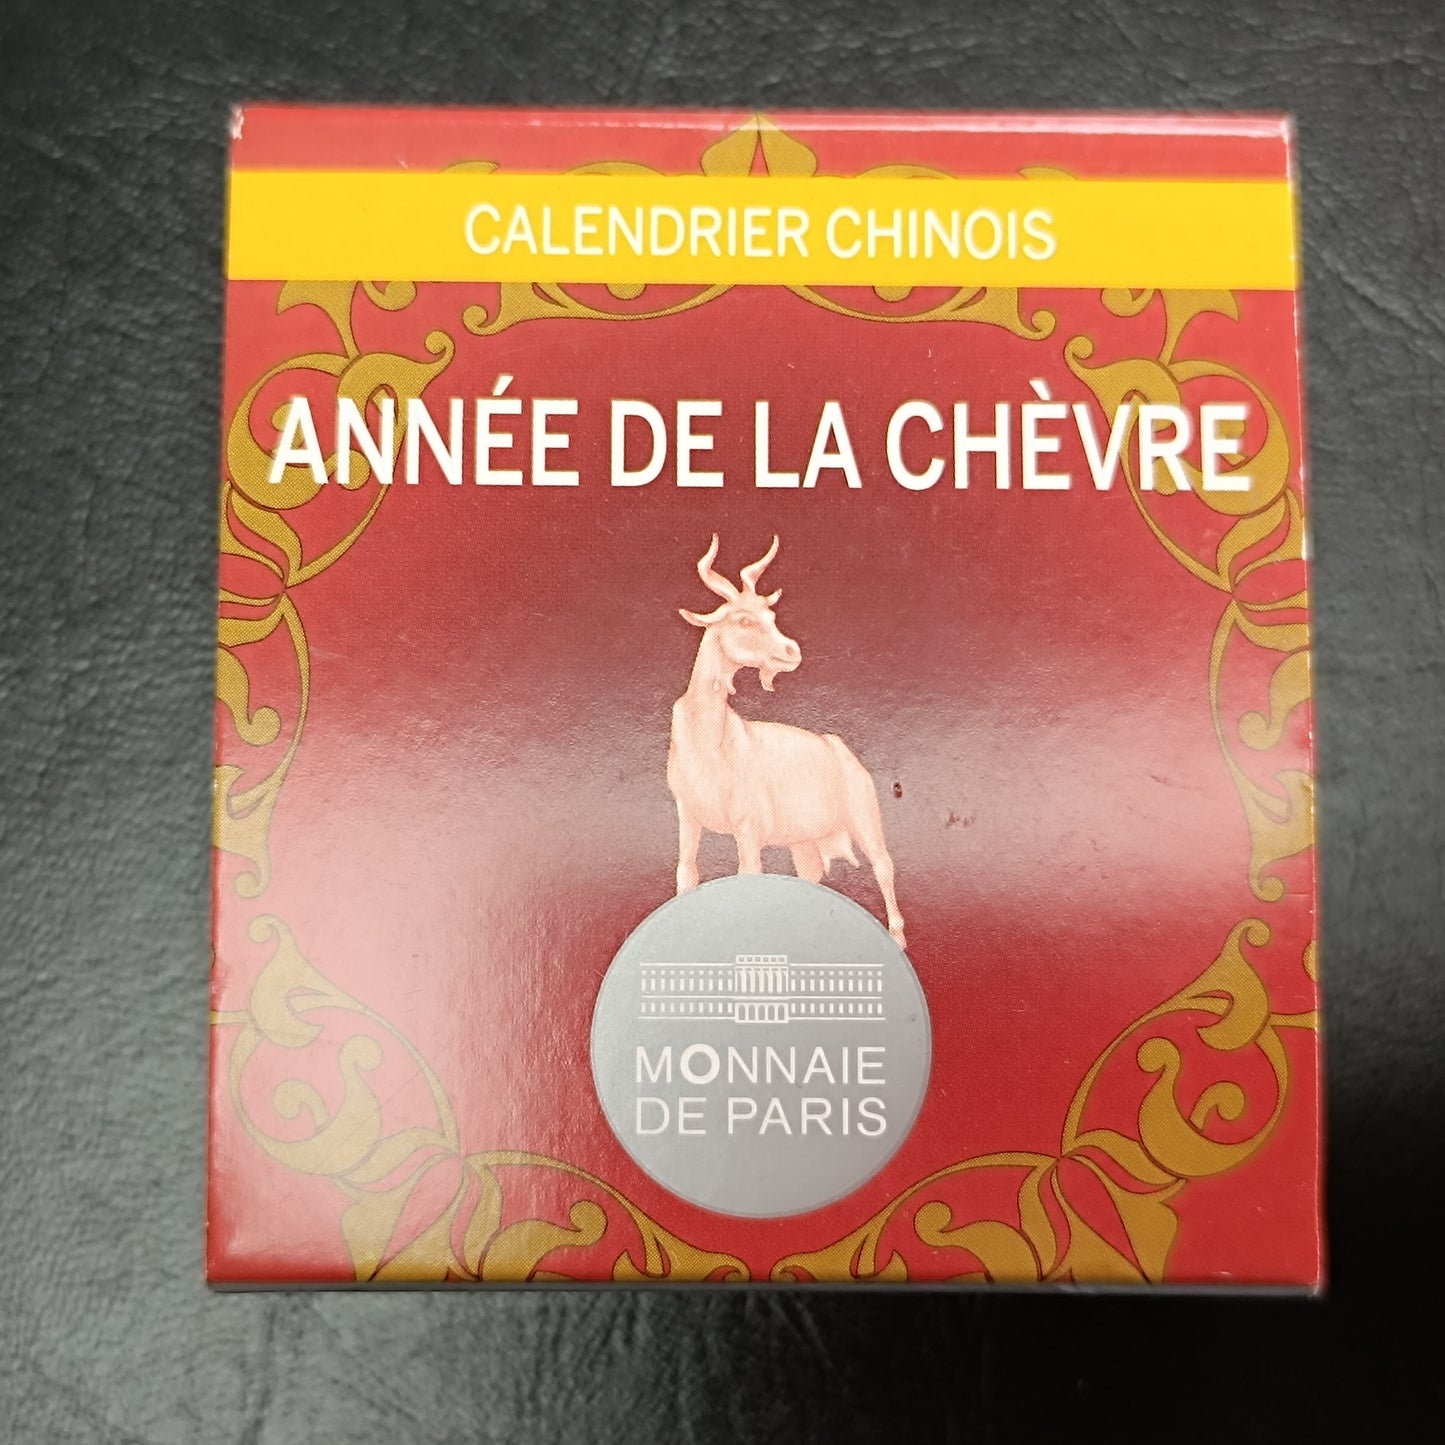 CALENDRIER CHINOIS
ANNÉE DE LA CHÈVRE
MONNAIE
DE PARIS